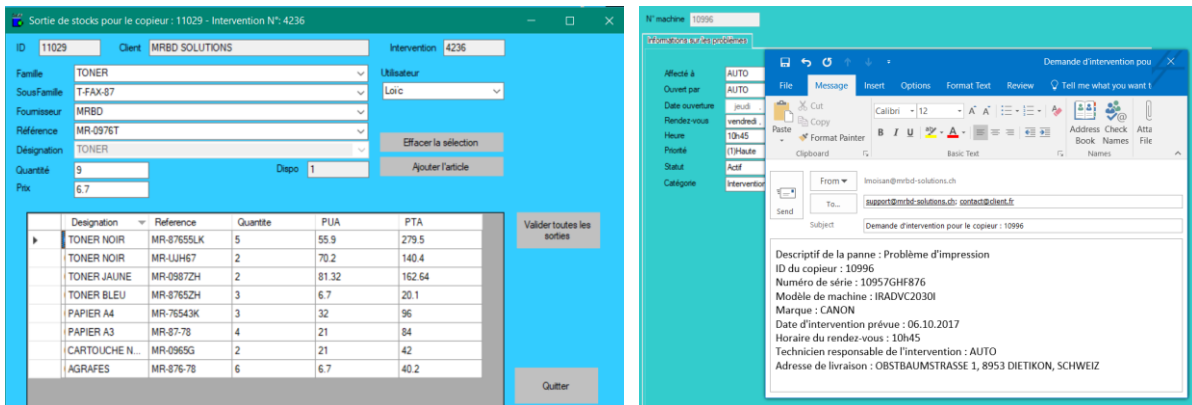 Sortie de stocks pour le copieur : 11029 - Intervention N°: 4236
ID 11029 Client MRBD SOLUTIONS Intervention 4236
Famille TONER Utilisateur
SousFamille T-FAX-87 Loïc
Fournisseur MRBD
Référence MR-0976T
Effacer la sélection
Désignation TONER
Quantité 9 Dispo 1 Ajouter l'article
Prix 6.7
Designation Reference Quantite PUA PTA
TONER NOIR MR-87655LK 5 55.9 279.5
TONER NOIR MR-UJH67 2 70.2 140.4
TONER JAUNE MR-0987ZH 2 81.32 162.64
TONER BLEU MR-8765ZH 3 6.7 20.1
PAPIER A4 MR-76543K 3 32 96
PAPIER A3 MR-87-78 4 21 84
CARTOUCHE N... MR-0965G 2 21 42
AGRAFES MR-876-78 6 6.7 40.2
Valider toutes les
sorties
Quitter
N° machine 10996
Informations sur les problèmes
Affecté à AUTO
Ouvert par AUTO
Date ouverture jeudi
Rendez-vous vendredi
Heure 10h45
Priorité (1)Haute
Statut Actif
Catégorie Intervention
Demande d'intervention pou
File Message Insert Options Format Text Review Tell me what you want t
Paste
Cut
Copy
Format Painter
Clipboard
Calibri 12
B I U
Basic Text
Address Book
Check Names
Names
Atta
File
Send
From lmoisan@mrbd-solutions.ch
To... support@mrbd-solutions.ch; contact@client.fr
Subject Demande d'intervention pour le copieur : 10996
Descriptif de la panne : Problème d'impression
ID du copieur : 10996
Numéro de série : 10957GHF876
Modèle de machine : IRADVC2030I
Marque : CANON
Date d'intervention prévue : 06.10.2017
Horaire du rendez-vous : 10h45
Technicien responsable de l'intervention : AUTO
Adresse de livraison : OBSTBAUMSTRASSE 1, 8953 DIETIKON, SCHWEIZ